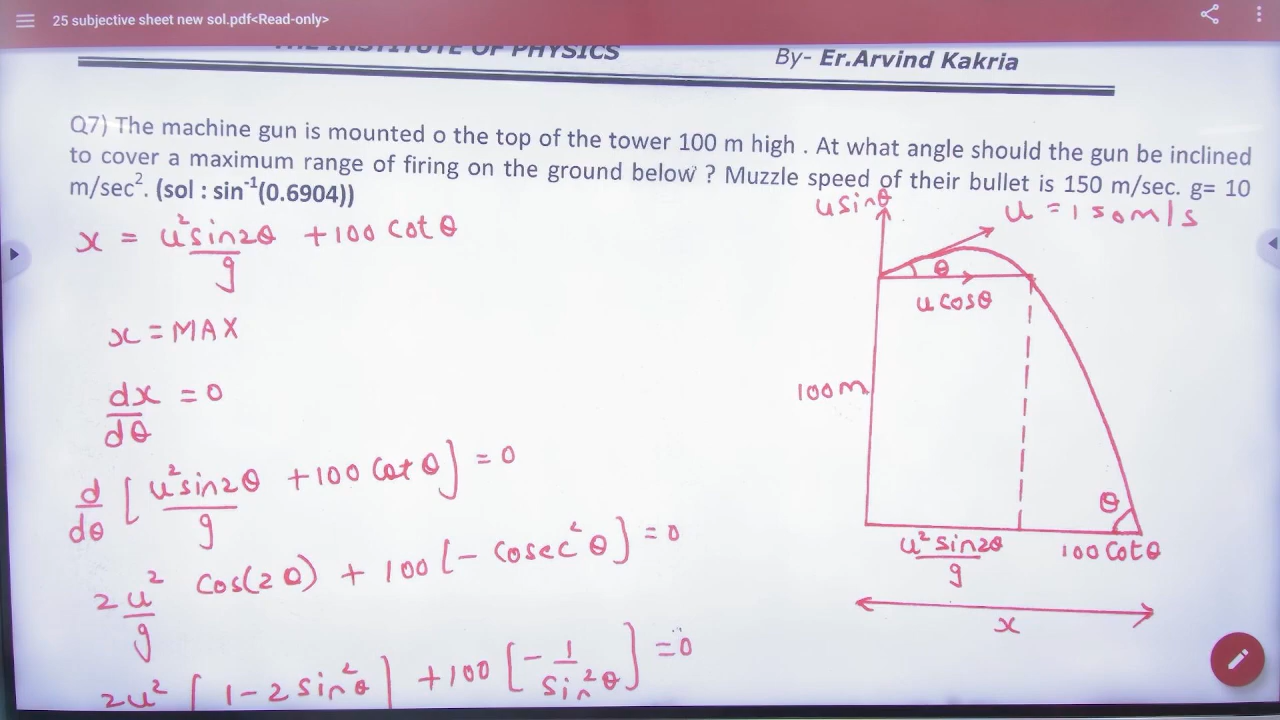 25 subjective sheet new sol.pdf<Read-only>
THE INSTITUTE OF PHYSICS
By- Er.Arvind Kakria
Q7) The machine gun is mounted o the top of the tower 100 m high . At what angle should the gun be inclined
to cover a maximum range of firing on the ground below ? Muzzle speed of their bullet is 150 m/sec. g= 10
m/sec². (sol : sin⁻¹(0.6904))
x = u²sin2θ/g + 100 cotθ
x = MAX
dx/dθ = 0
d/dθ [u²sin2θ/g + 100 Cotθ] = 0
2u²/g cos(2θ) + 100[- cosec²θ] = 0
2u² [1-2sin²θ] + 100[-1/sin²θ] = 0
usinθ
u = 150m/s
θ
ucosθ
100m
θ
u²sin2θ/g
100 Cotθ
x